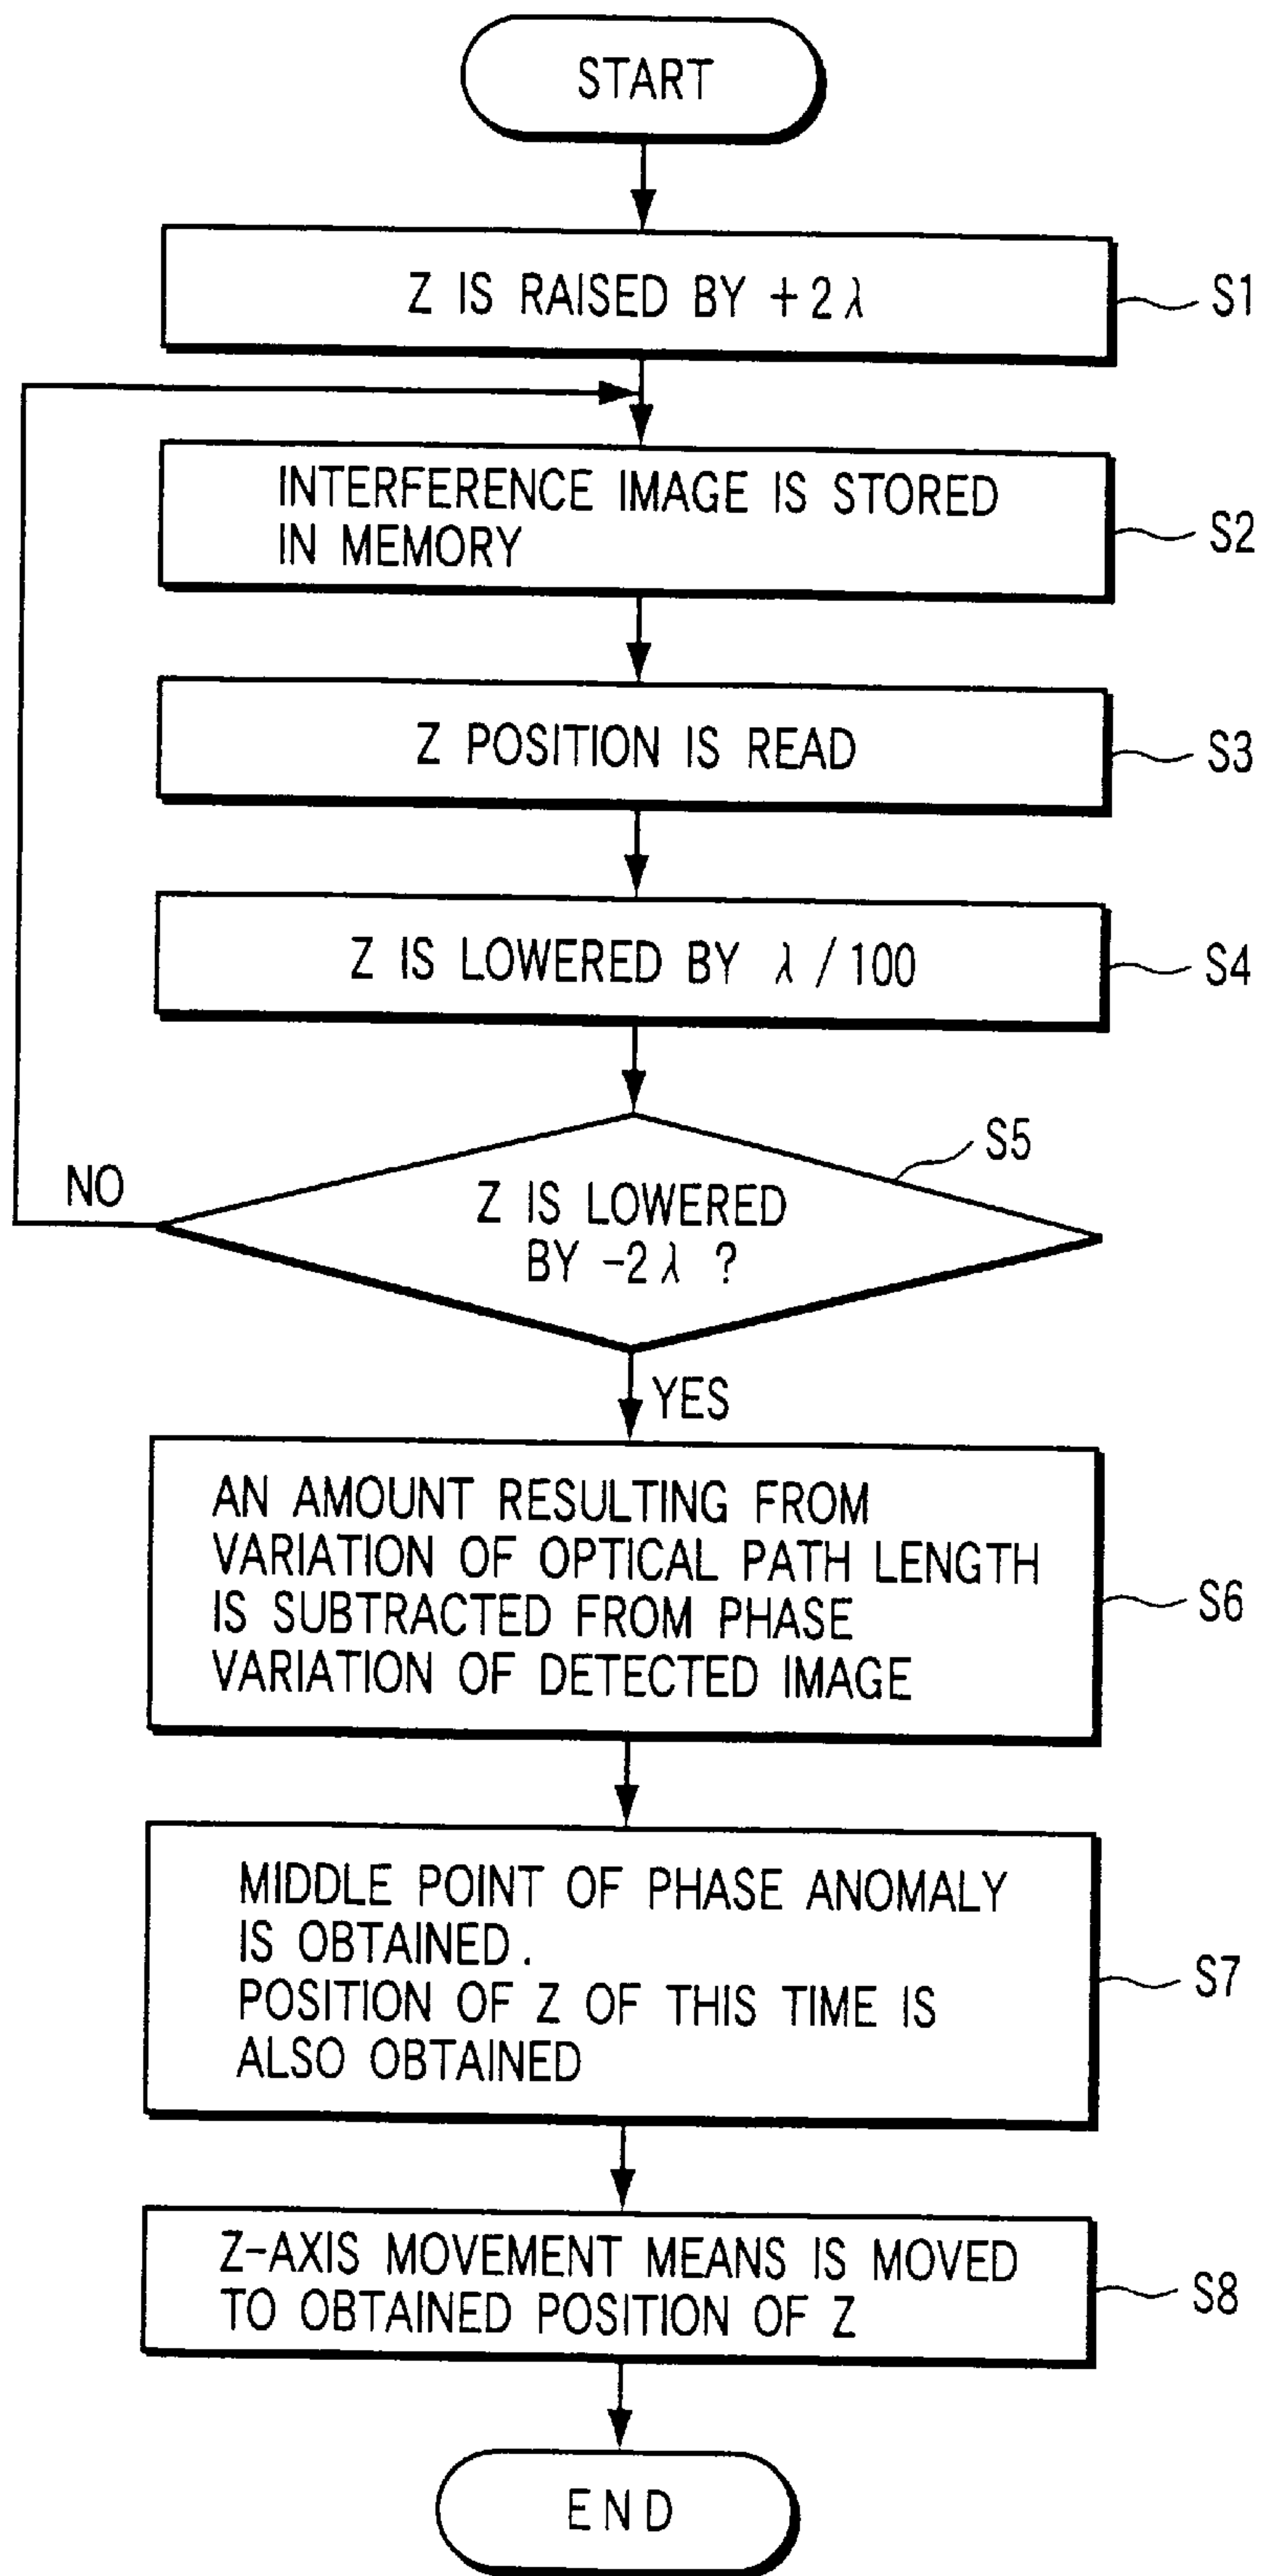 START
Z IS RAISED BY +2λ
S1
INTERFERENCE IMAGE IS STORED
IN MEMORY
S2
Z POSITION IS READ
S3
Z IS LOWERED BY λ/100
S4
S5
NO
Z IS LOWERED
BY -2λ ?
YES
AN AMOUNT RESULTING FROM
VARIATION OF OPTICAL PATH LENGTH
IS SUBTRACTED FROM PHASE
VARIATION OF DETECTED IMAGE
S6
MIDDLE POINT OF PHASE ANOMALY
IS OBTAINED.
POSITION OF Z OF THIS TIME IS
ALSO OBTAINED
S7
Z-AXIS MOVEMENT MEANS IS MOVED
TO OBTAINED POSITION OF Z
S8
END